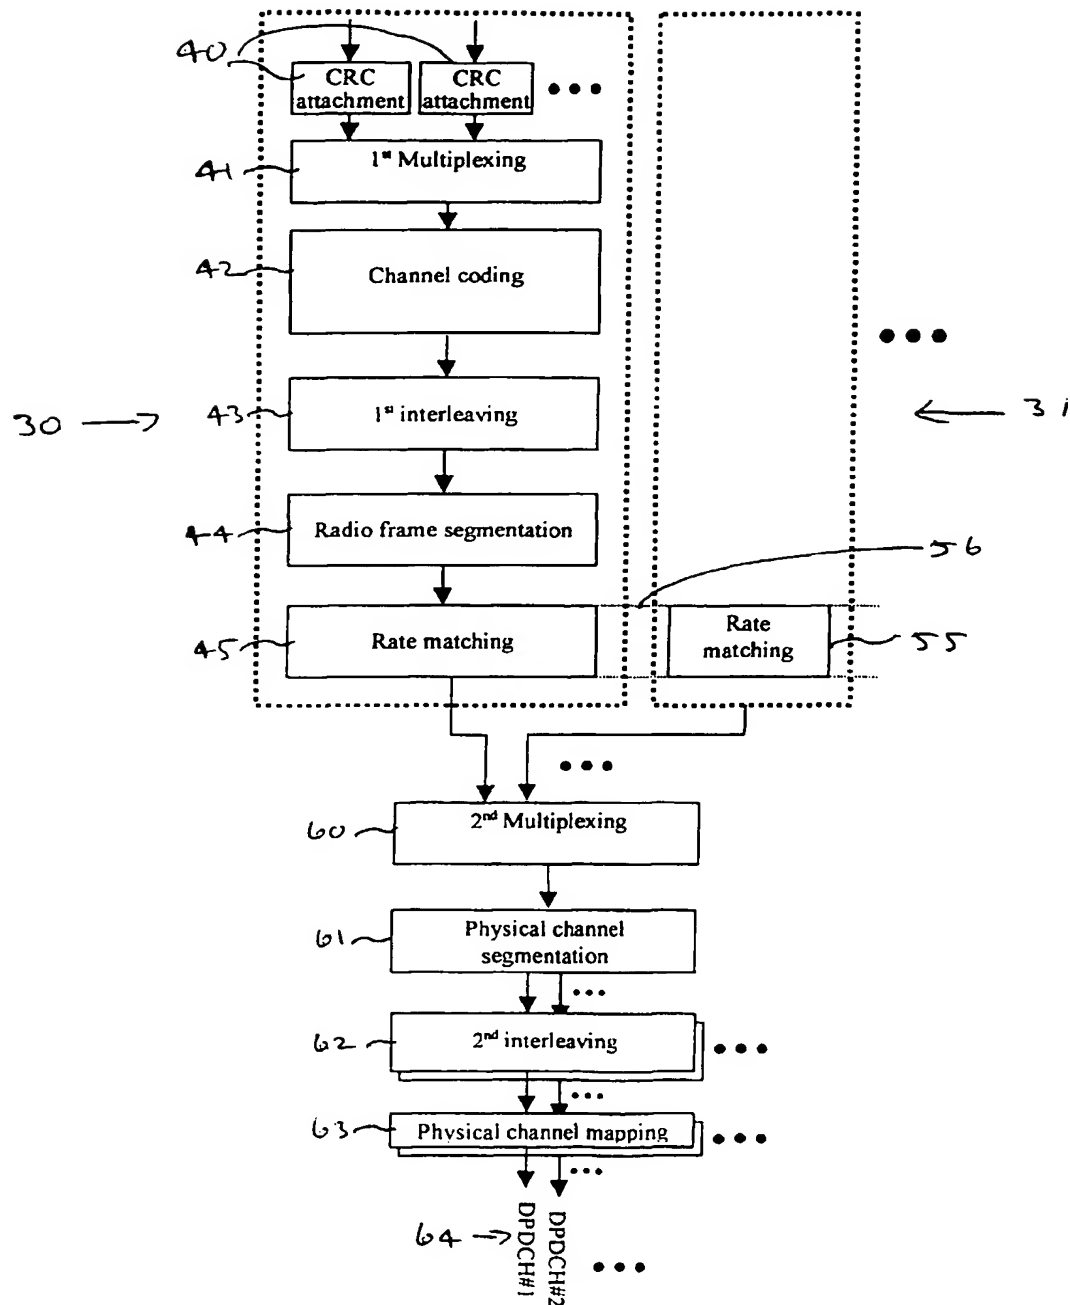 40
CRC
attachment
CRC
attachment
41
1st Multiplexing
42
Channel coding
30
43
1st interleaving
31
44
Radio frame segmentation
56
45
Rate matching
Rate
matching
55
60
2nd Multiplexing
61
Physical channel
segmentation
62
2nd interleaving
63
Physical channel mapping
64
DPDCH#1
DPDCH#2